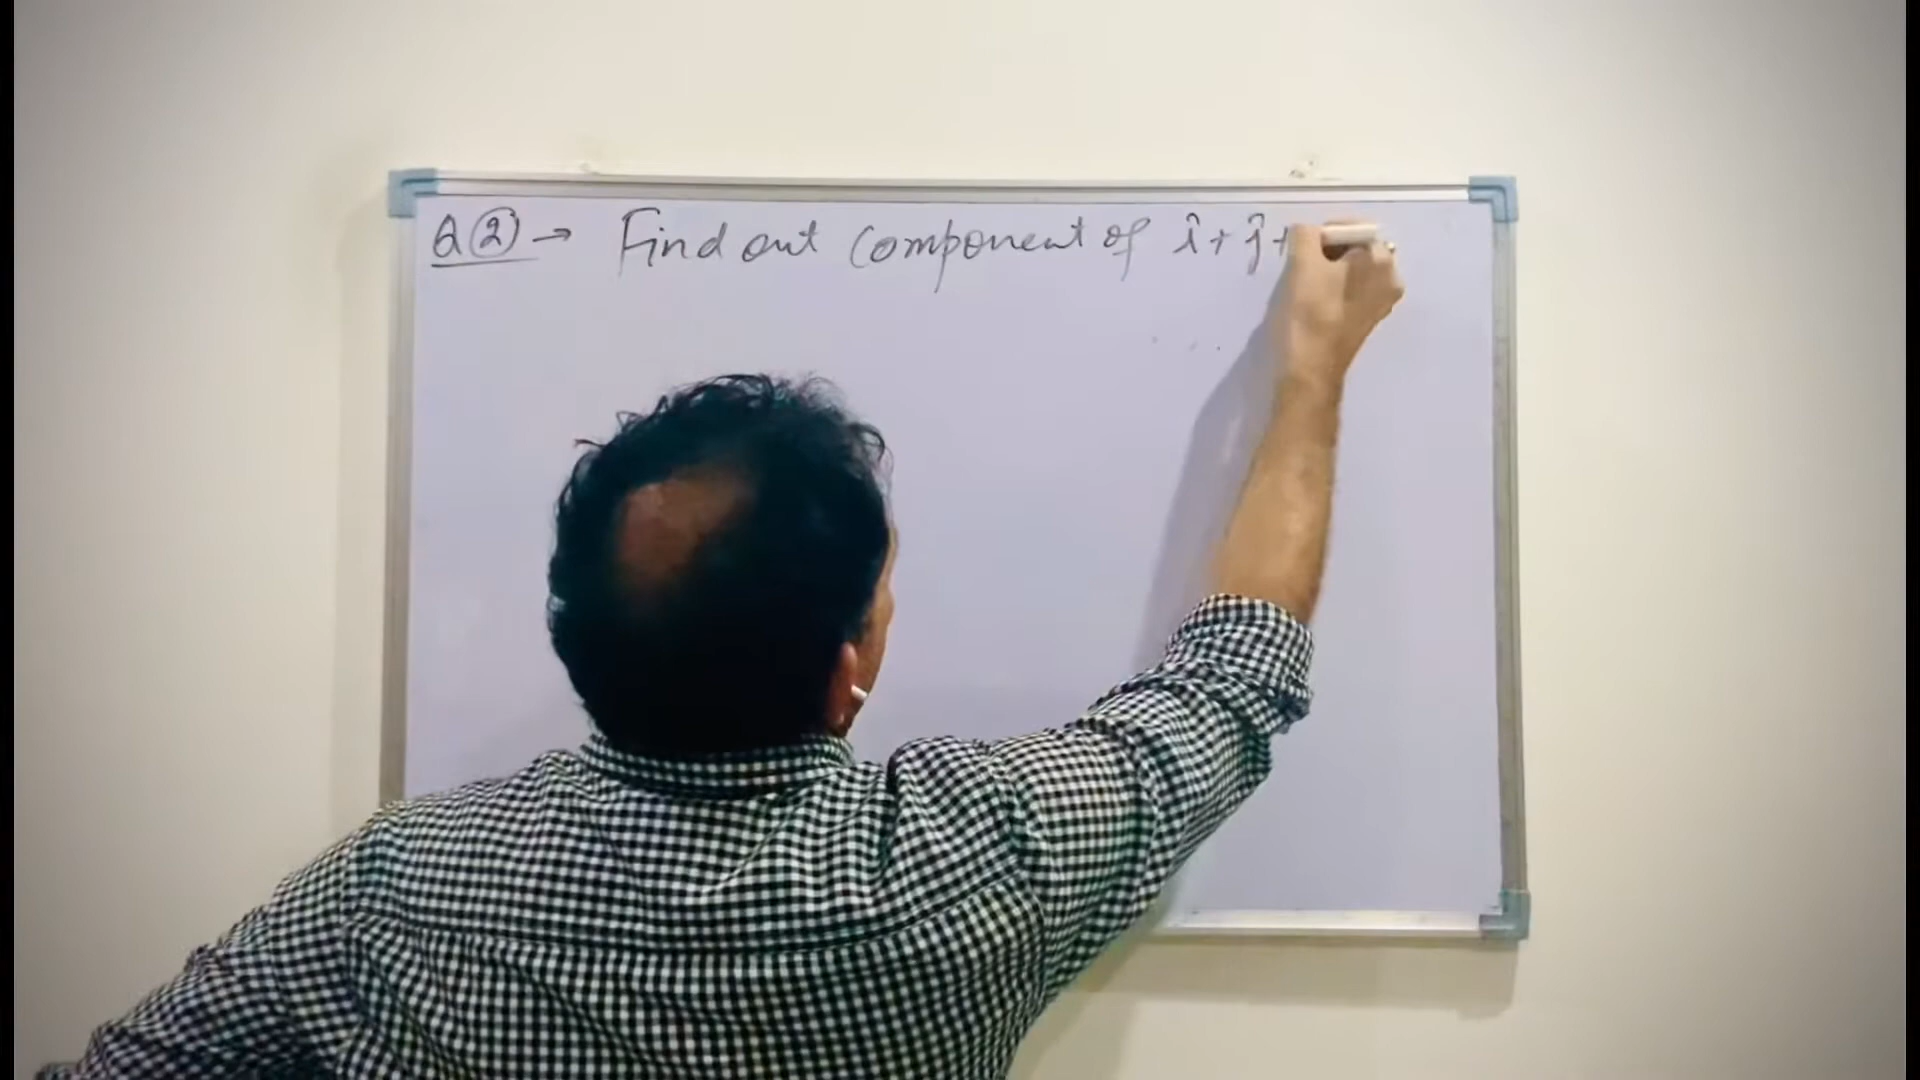 Q② → Find out component of î + ĵ +